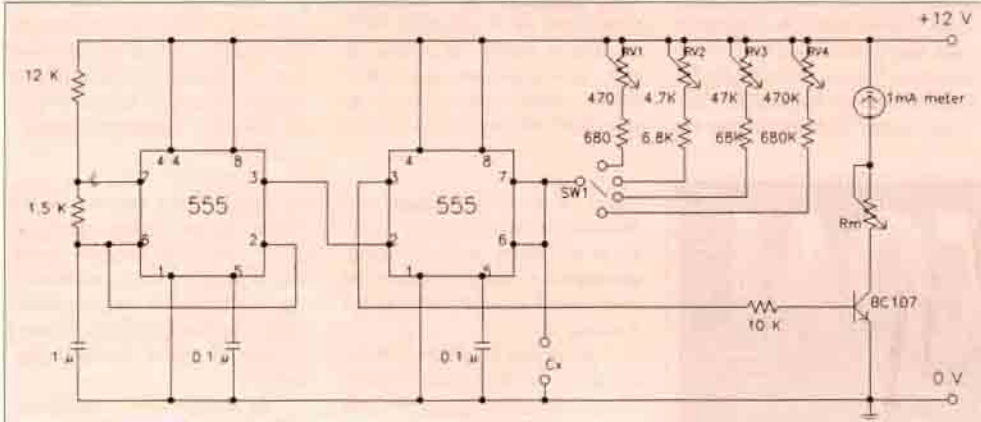 +12 V
RV1 RV2 RV3 RV4
12 K
470 4.7K 47K 470K
1mA meter
680 6.8K 68K 680K
4 4 8
4 8
7 3
3 7
SW1
555
555
1.5 K
Rm
6 2
2 6
1 5
1 5
BC107
10 K
1 µ
0.1 µ
0.1 µ
Cx
0 V